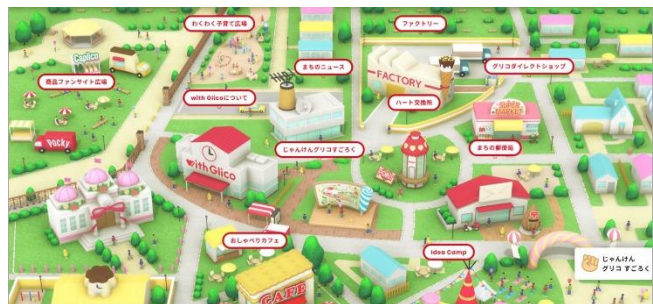 わくわく子育て広場
ファクトリー
Caplico
まちのニュース
グリコダイレクトショップ
商品ファンサイト広場
FACTORY
with Glicoについて
ハート交換所
SUPER MARKET
Pocky
じゃんけんグリコすごろく
まちの郵便局
with Glico
おしゃべりカフェ
Idea Camp
じゃんけん
グリコ すごろく
CAFE